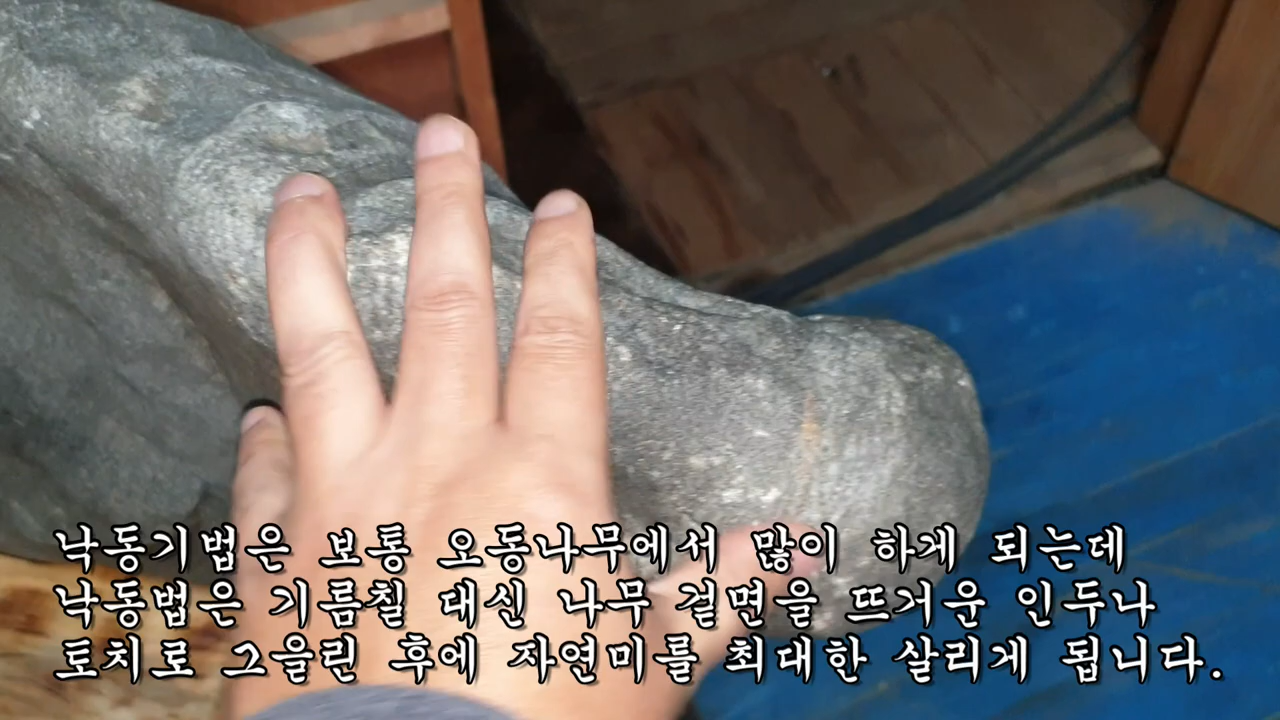 낙동기법은 보통 오동나무에서 많이 하게 되는데
낙동법은 기름칠 대신 나무 겉면을 뜨거운 인두나
토치로 그을린 후에 자연미를 최대한 살리게 됩니다.